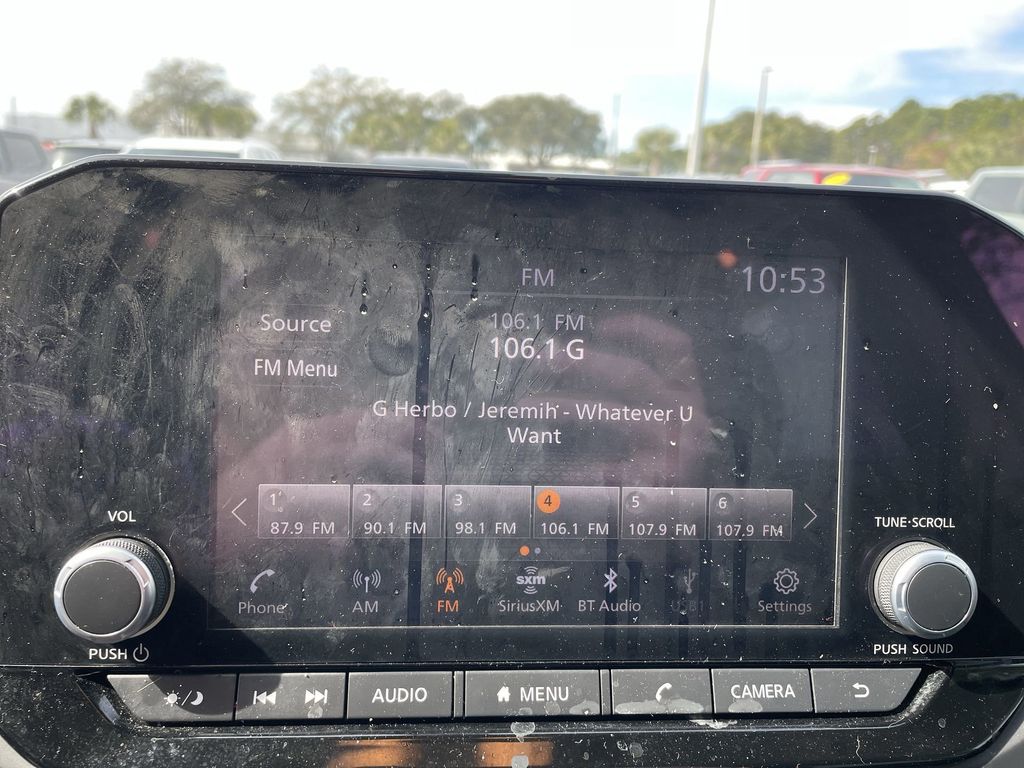 FM
10:53
Source
FM Menu
106.1 FM
106.1 G
G Herbo / Jeremih - Whatever U
Want
1 2 3 4 5 6
87.9 FM 90.1 FM 98.1 FM 106.1 FM 107.9 FM 107.9 FM
VOL
TUNE·SCROLL
sxm
Phone AM FM SiriusXM BT Audio USB1 Settings
PUSH
PUSH SOUND
AUDIO MENU CAMERA